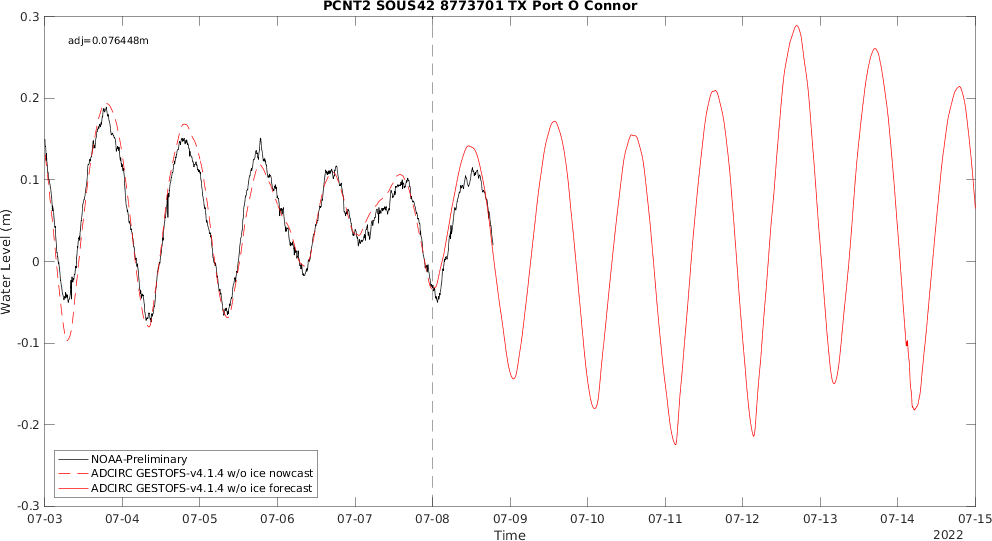 PCNT2 SOUS42 8773701 TX Port O Connor
adj=0.076448m
0.3
0.2
0.1
0
-0.1
-0.2
-0.3
Water Level (m)
NOAA-Preliminary
ADCIRC GESTOFS-v4.1.4 w/o ice nowcast
ADCIRC GESTOFS-v4.1.4 w/o ice forecast
07-03 07-04 07-05 07-06 07-07 07-08 07-09 07-10 07-11 07-12 07-13 07-14 07-15
Time
2022